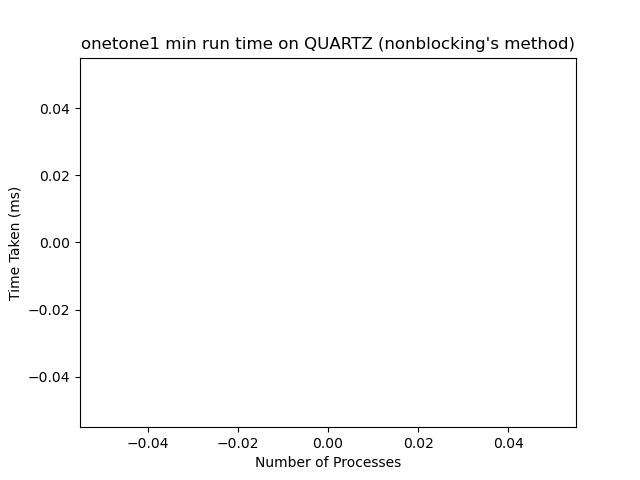 onetone1 min run time on QUARTZ (nonblocking's method)
0.04
0.02
0.00
−0.02
−0.04
Time Taken (ms)
−0.04 −0.02 0.00 0.02 0.04
Number of Processes